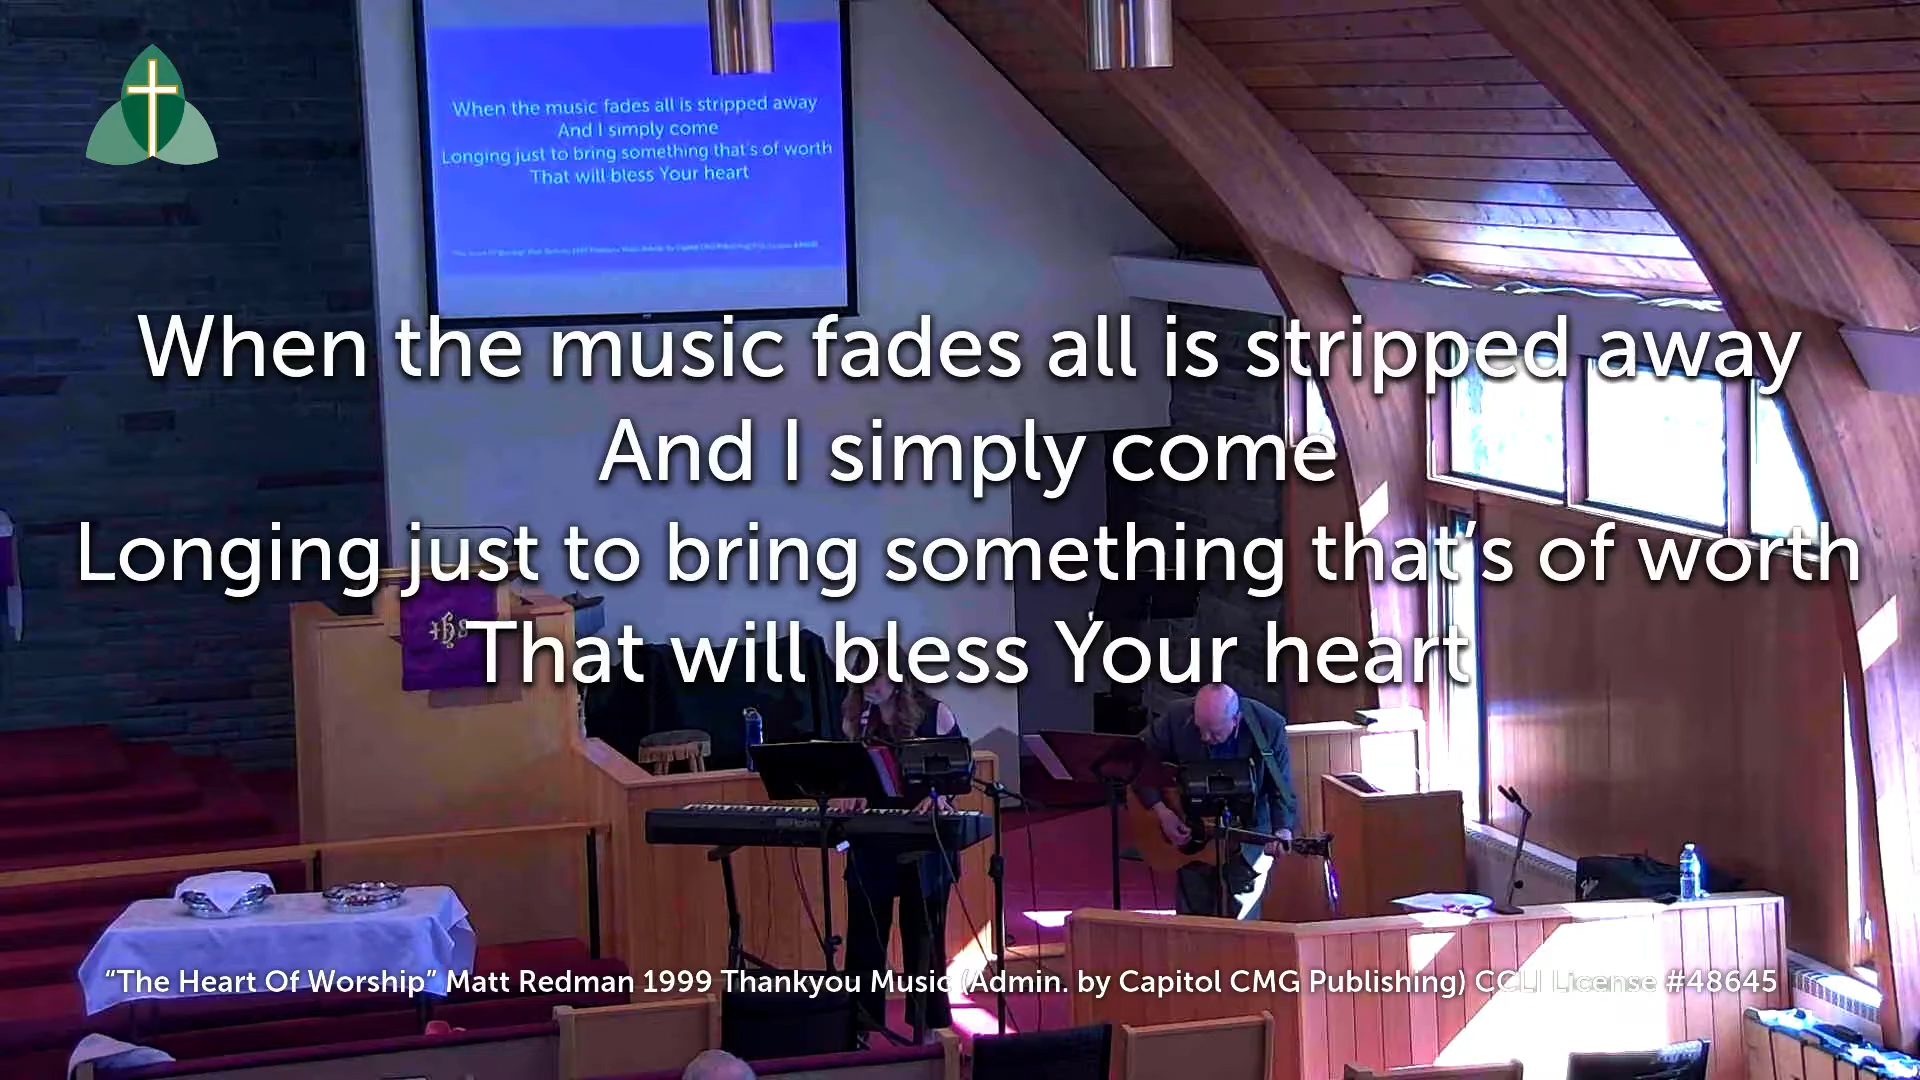 When the music fades all is stripped away
And I simply come
Longing just to bring something that's of worth
That will bless Your heart
When the music fades all is stripped away
And I simply come
Longing just to bring something that’s of worth
That will bless Your heart
IHS
“The Heart Of Worship” Matt Redman 1999 Thankyou Music (Admin. by Capitol CMG Publishing) CCLI License #48645